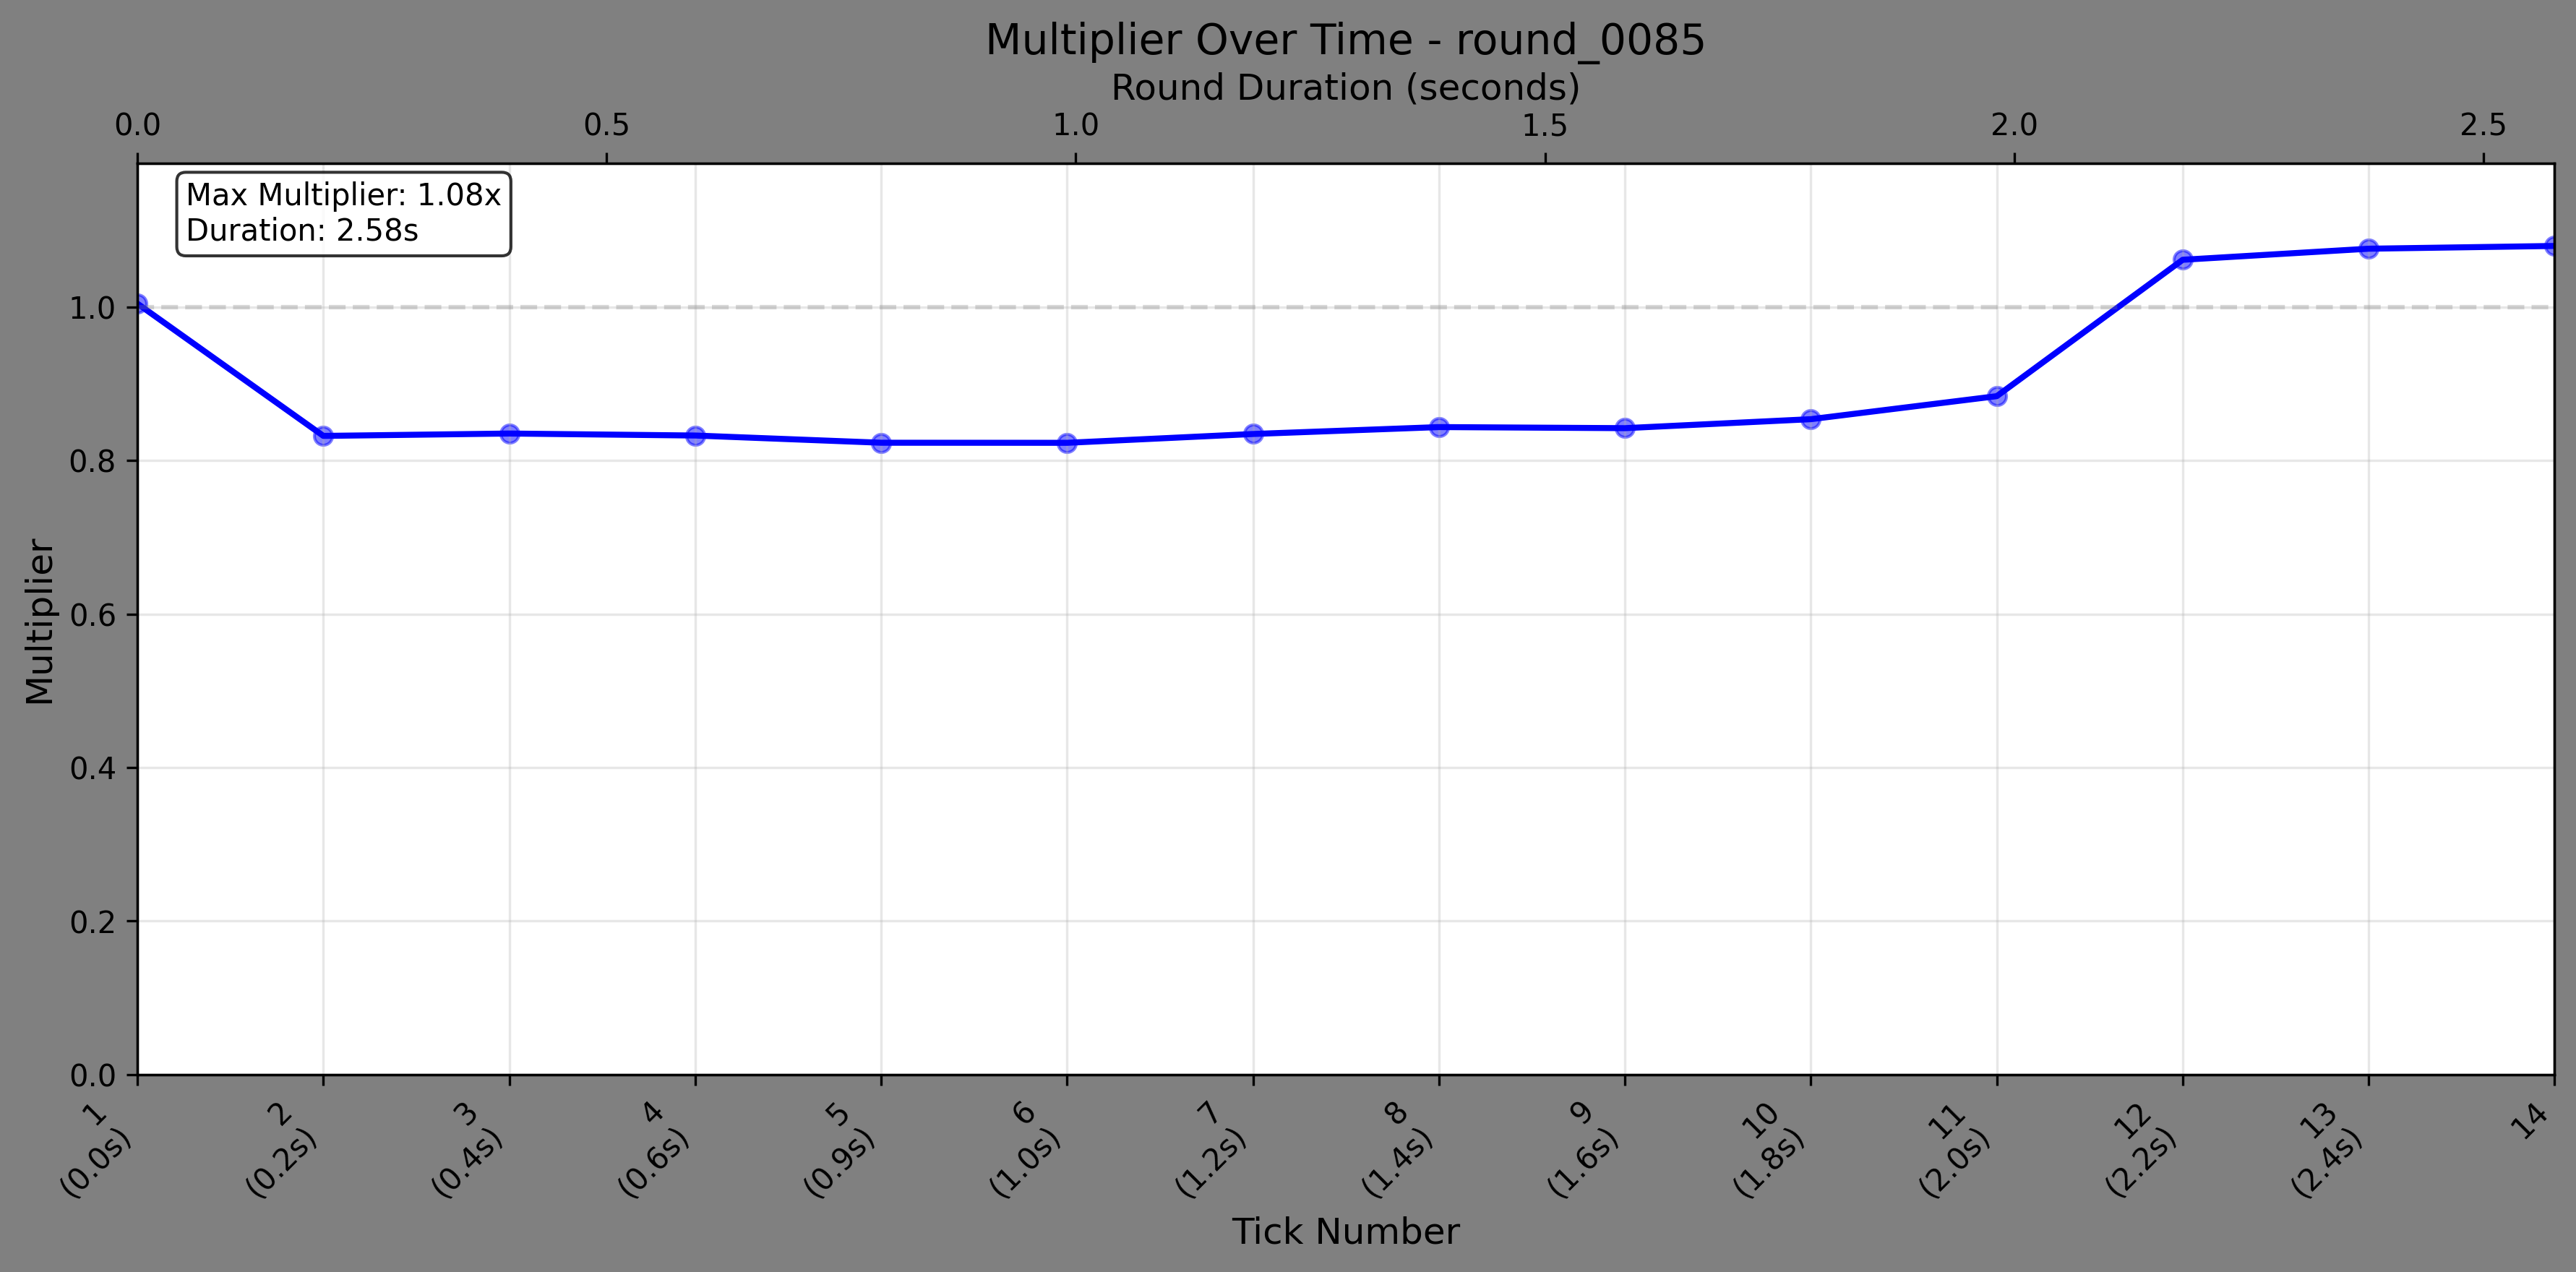 Multiplier Over Time - round_0085
Round Duration (seconds)
0.0 0.5 1.0 1.5 2.0 2.5
Max Multiplier: 1.08x
Duration: 2.58s
Multiplier
1.0
0.8
0.6
0.4
0.2
0.0
1
(0.0s)
2
(0.2s)
3
(0.4s)
4
(0.6s)
5
(0.9s)
6
(1.0s)
7
(1.2s)
8
(1.4s)
9
(1.6s)
10
(1.8s)
11
(2.0s)
12
(2.2s)
13
(2.4s)
14
Tick Number